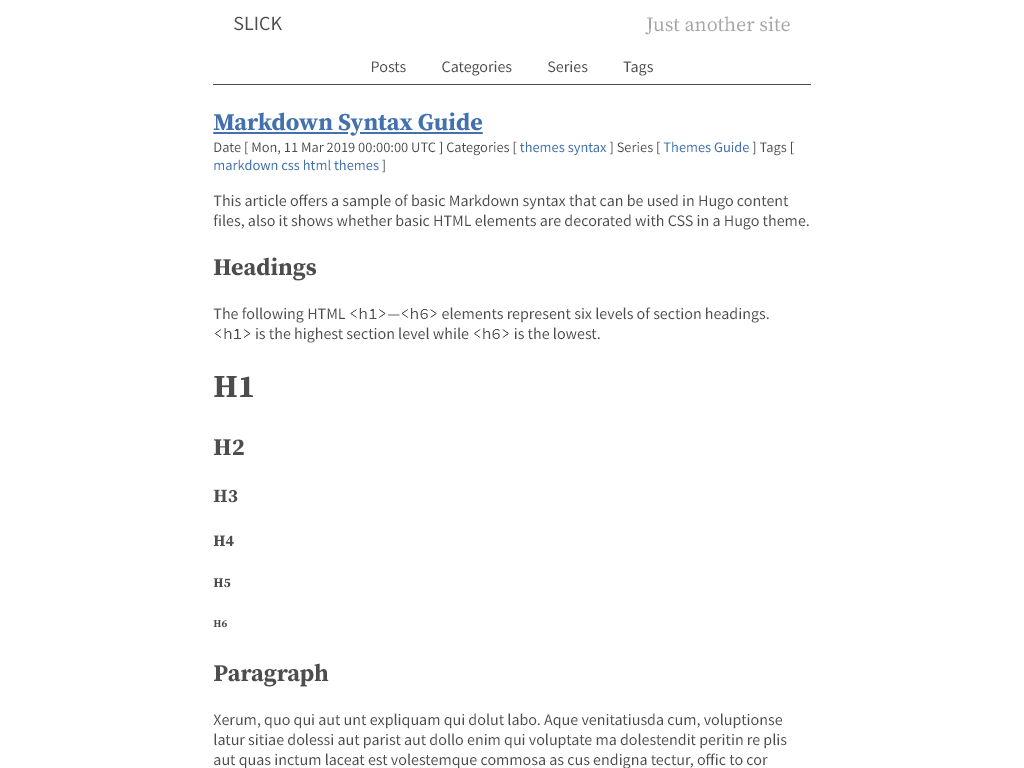 SLICK
Just another site
Posts Categories Series Tags
Markdown Syntax Guide
Date [ Mon, 11 Mar 2019 00:00:00 UTC ] Categories [ themes syntax ] Series [ Themes Guide ] Tags [
markdown css html themes ]
This article offers a sample of basic Markdown syntax that can be used in Hugo content
files, also it shows whether basic HTML elements are decorated with CSS in a Hugo theme.
Headings
The following HTML <h1>—<h6> elements represent six levels of section headings.
<h1> is the highest section level while <h6> is the lowest.
H1
H2
H3
H4
H5
H6
Paragraph
Xerum, quo qui aut unt expliquam qui dolut labo. Aque venitatiusda cum, voluptionse
latur sitiae dolessi aut parist aut dollo enim qui voluptate ma dolestendit peritin re plis
aut quas inctum laceat est volestemque commosa as cus endigna tectur, offic to cor